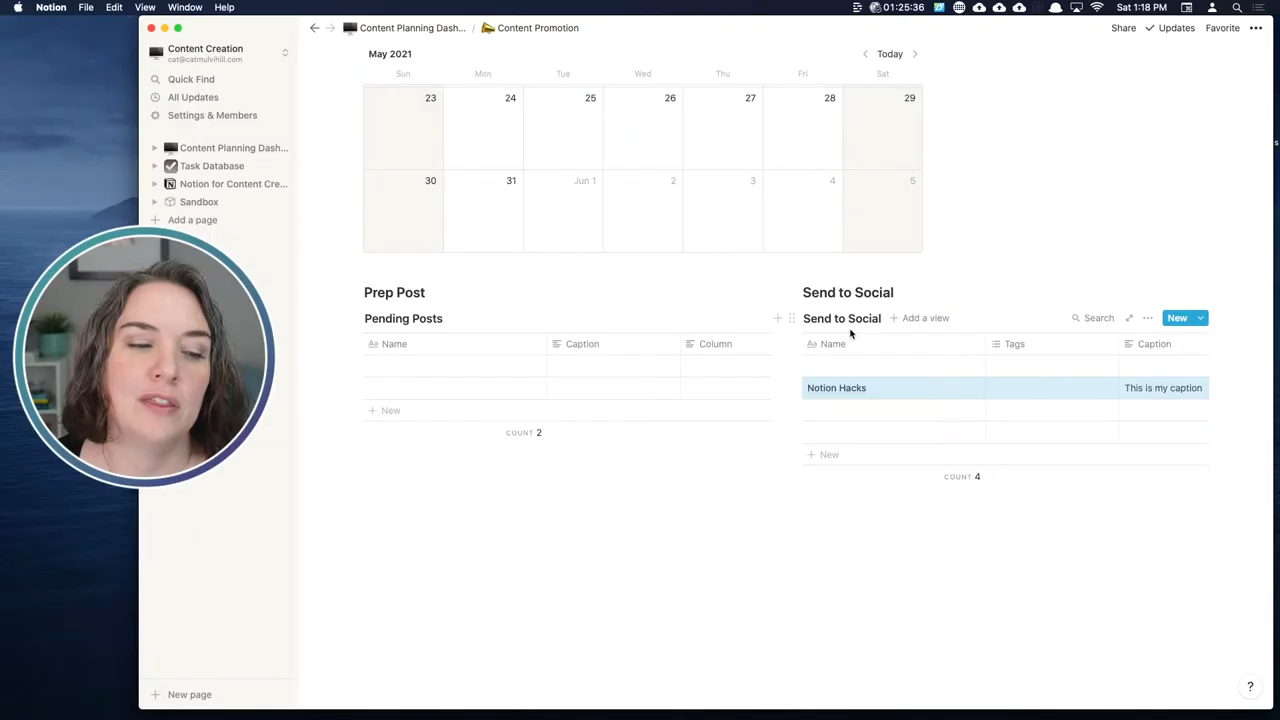 Notion File Edit View Window Help 01:25:36 Sat 1:18 PM
Content Creation
cat@catmulvihill.com
Quick Find
All Updates
Settings & Members
Content Planning Dash...
Task Database
Notion for Content Cre...
Sandbox
Add a page
New page
Content Planning Dash... / Content Promotion
Share Updates Favorite
May 2021 Today
Sun Mon Tue Wed Thu Fri Sat
23 24 25 26 27 28 29
30 31 Jun 1 2 3 4 5
Prep Post
Pending Posts
Name Caption Column
New
COUNT 2
Send to Social
Send to Social Add a view Search New
Name Tags Caption
Notion Hacks This is my caption
New
COUNT 4
?